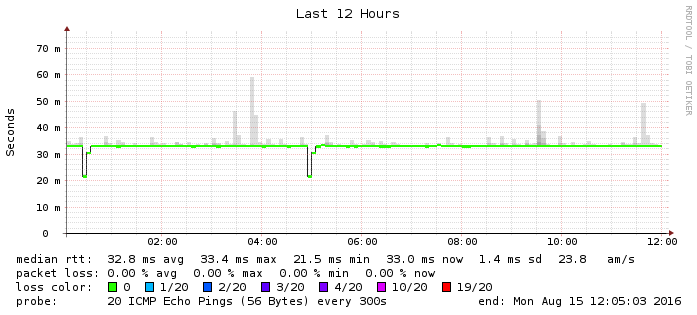 Last 12 Hours
RRDTOOL / TOBI OETIKER
Seconds
70 m
60 m
50 m
40 m
30 m
20 m
10 m
0
02:00 04:00 06:00 08:00 10:00 12:00
median rtt: 32.8 ms avg 33.4 ms max 21.5 ms min 33.0 ms now 1.4 ms sd 23.8 am/s
packet loss: 0.00 % avg 0.00 % max 0.00 % min 0.00 % now
loss color: 0 1/20 2/20 3/20 4/20 10/20 19/20
probe: 20 ICMP Echo Pings (56 Bytes) every 300s end: Mon Aug 15 12:05:03 2016